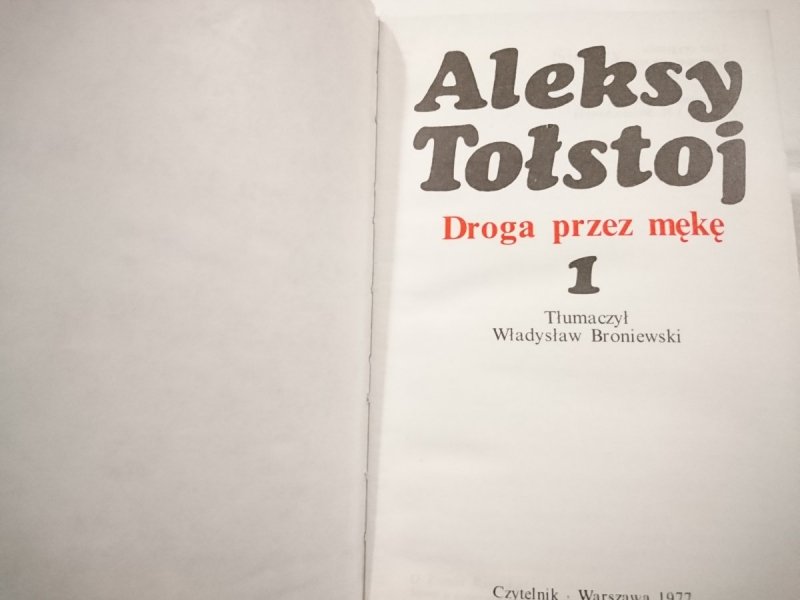 Aleksy
Tołstoj
Droga przez mękę
1
Tłumaczył
Władysław Broniewski
Czytelnik · Warszawa 1977